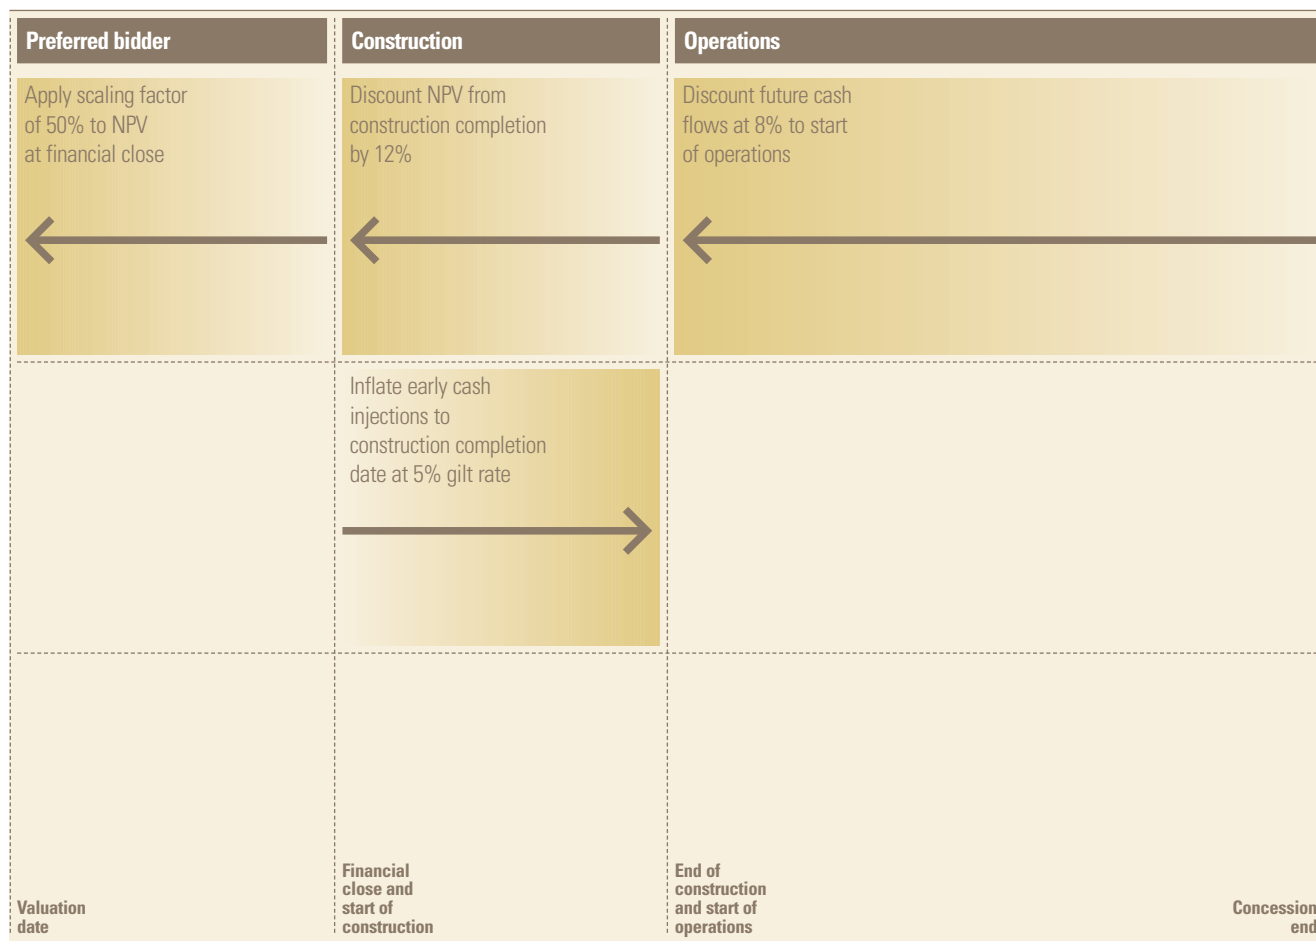 Preferred bidder
Construction
Operations
Apply scaling factor
of 50% to NPV
at financial close
Discount NPV from
construction completion
by 12%
Discount future cash
flows at 8% to start
of operations
Inflate early cash
injections to
construction completion
date at 5% gilt rate
Valuation
date
Financial
close and
start of
construction
End of
construction
and start of
operations
Concession
end